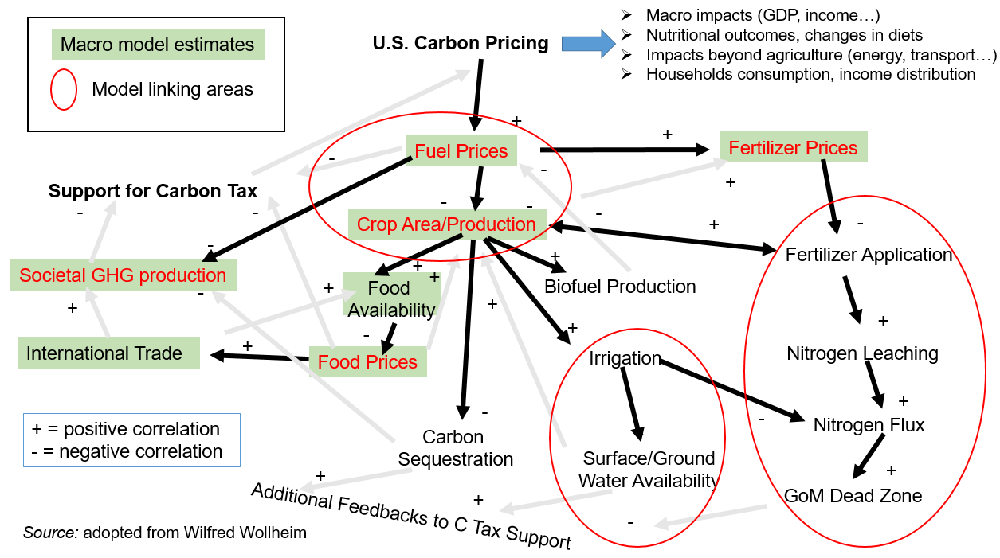 Macro model estimates
Model linking areas
U.S. Carbon Pricing
➢ Macro impacts (GDP, income…)
➢ Nutritional outcomes, changes in diets
➢ Impacts beyond agriculture (energy, transport…)
➢ Households consumption, income distribution
+
Fuel Prices
+
Fertilizer Prices
-
-
+
Support for Carbon Tax
-
-
-
-
-
+
-
Crop Area/Production
-
Fertilizer Application
Societal GHG production
+
+
+
Biofuel Production
-
+
Food
Availability
+
+
+
+
-
+
International Trade
Food Prices
Irrigation
Nitrogen Leaching
+
-
-
Nitrogen Flux
+ = positive correlation
- = negative correlation
Carbon
Sequestration
Surface/Ground
Water Availability
+
+
GoM Dead Zone
Additional Feedbacks to C Tax Support
+
-
Source: adopted from Wilfred Wollheim